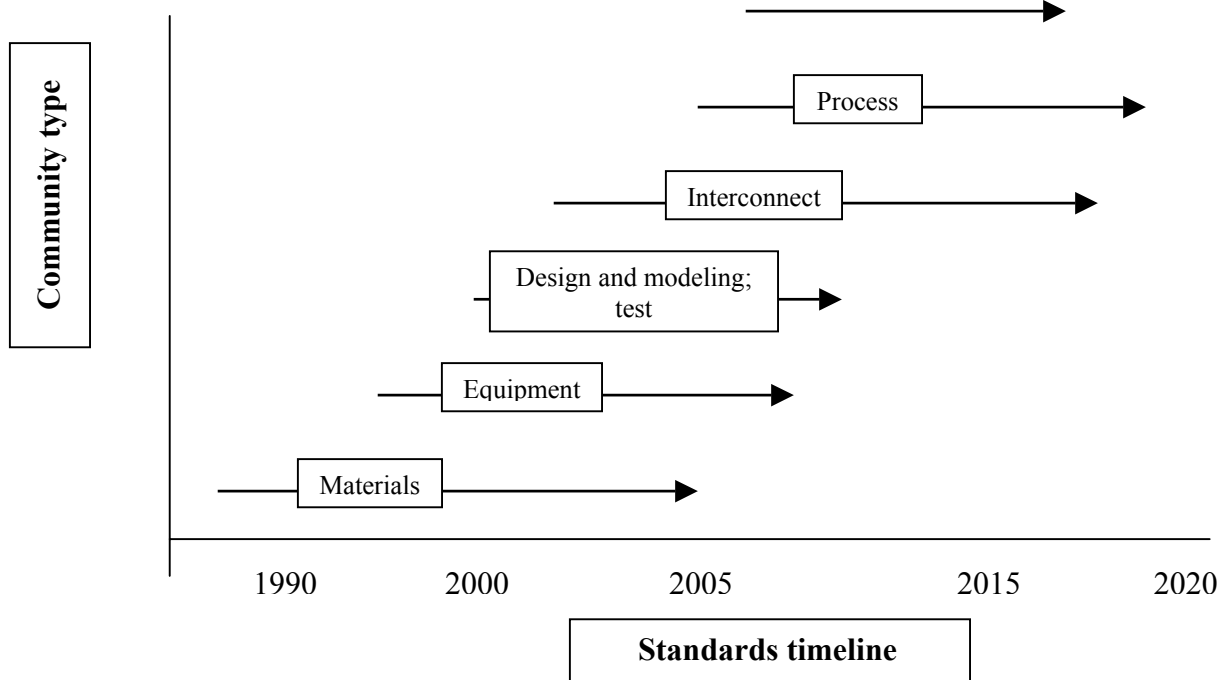 Community type
Process
Interconnect
Design and modeling;
test
Equipment
Materials
1990 2000 2005 2015 2020
Standards timeline